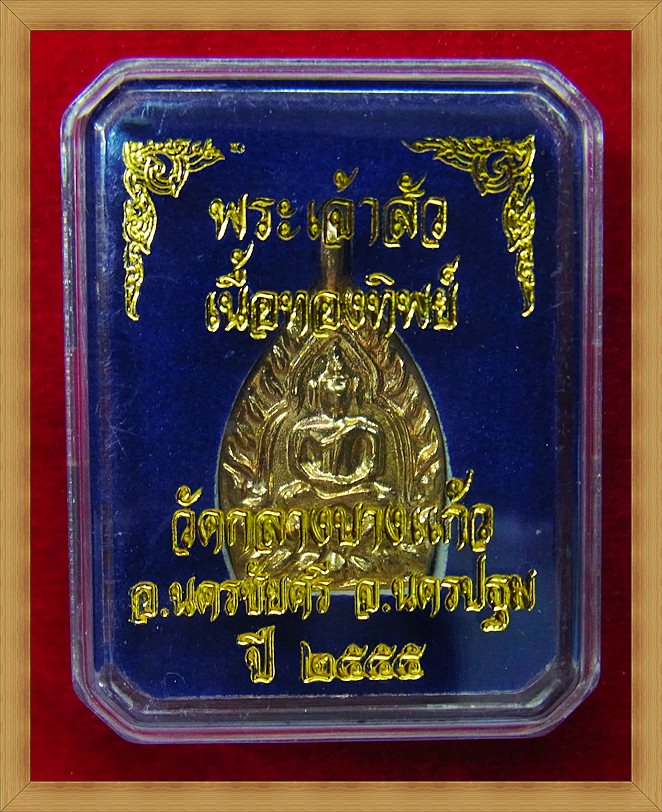 พระเจ้าสัว
เนื้อทองทิพย์
วัดกลางบางแก้ว
อ.นครชัยศรี จ.นครปฐม
ปี ๒๕๕๕